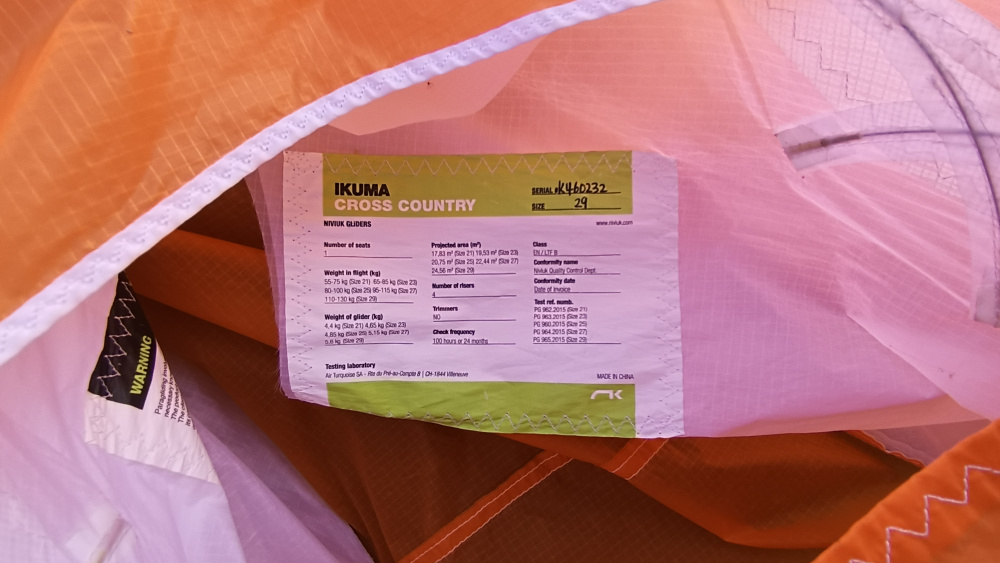 IKUMA
CROSS COUNTRY
SERIAL # K460232
SIZE 29
NIVIUK GLIDERS
www.niviuk.com
Number of seats
1
Weight in flight (kg)
55-75 kg (Size 21) 65-85 kg (Size 23)
80-100 kg (Size 25) 95-115 kg (Size 27)
110-130 kg (Size 29)
Weight of glider (kg)
4,4 kg (Size 21) 4,65 kg (Size 23)
4,85 kg (Size 25) 5,15 kg (Size 27)
5,6 kg (Size 29)
Projected area (m²)
17,83 m² (Size 21) 19,53 m² (Size 23)
20,75 m² (Size 25) 22,44 m² (Size 27)
24,56 m² (Size 29)
Number of risers
4
Trimmers
NO
Check frequency
100 hours or 24 months
Class
EN / LTF B
Conformity name
Niviuk Quality Control Dept.
Conformity date
Date of invoice
Test ref. numb.
PG 962.2015 (Size 21)
PG 963.2015 (Size 23)
PG 960.2015 (Size 25)
PG 964.2015 (Size 27)
PG 965.2015 (Size 29)
Testing laboratory
Air Turquoise SA - Rte du Pré-au-Compte 8 | CH-1844 Villeneuve
MADE IN CHINA
WARNING
Paragliding
necessary
The